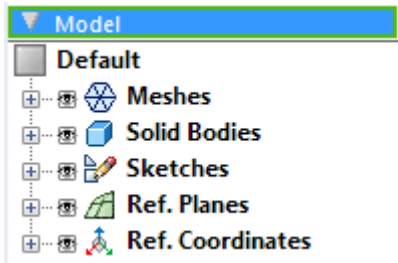 Model
Default
Meshes
Solid Bodies
Sketches
Ref. Planes
Ref. Coordinates